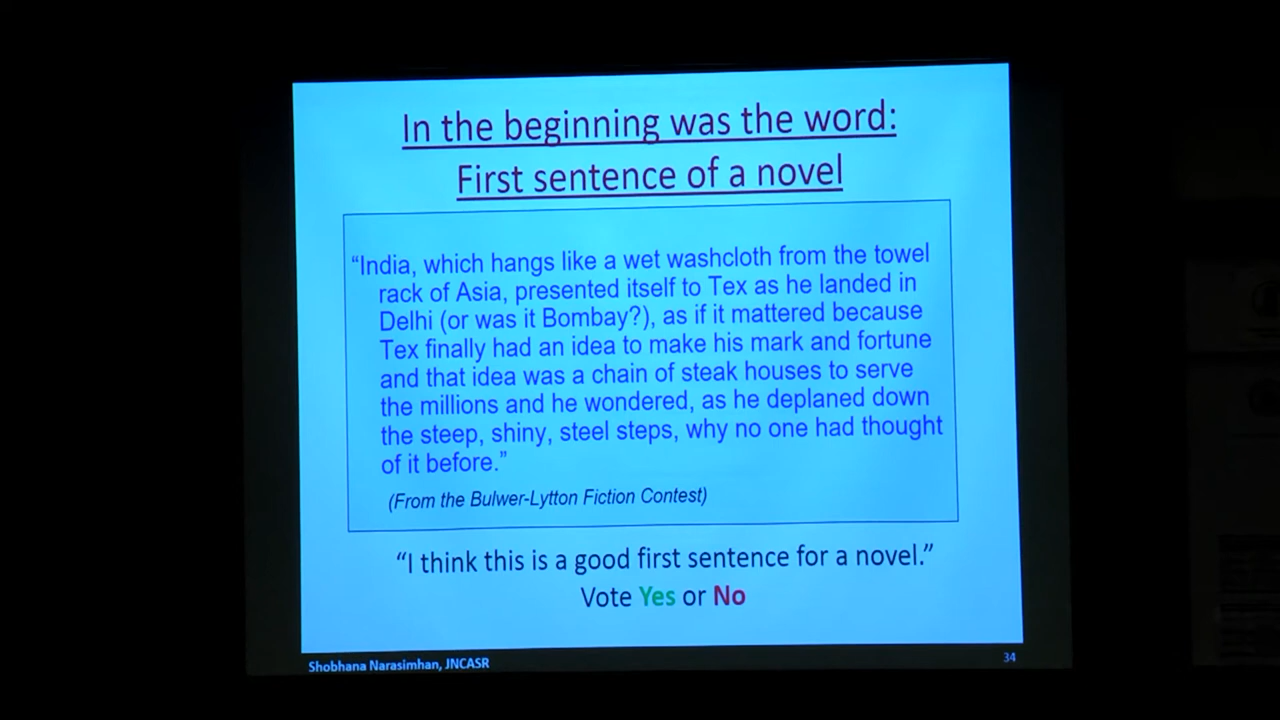 In the beginning was the word:
First sentence of a novel
“India, which hangs like a wet washcloth from the towel
rack of Asia, presented itself to Tex as he landed in
Delhi (or was it Bombay?), as if it mattered because
Tex finally had an idea to make his mark and fortune
and that idea was a chain of steak houses to serve
the millions and he wondered, as he deplaned down
the steep, shiny, steel steps, why no one had thought
of it before.”
(From the Bulwer-Lytton Fiction Contest)
“I think this is a good first sentence for a novel.”
Vote Yes or No
Shobhana Narasimhan, JNCASR
34